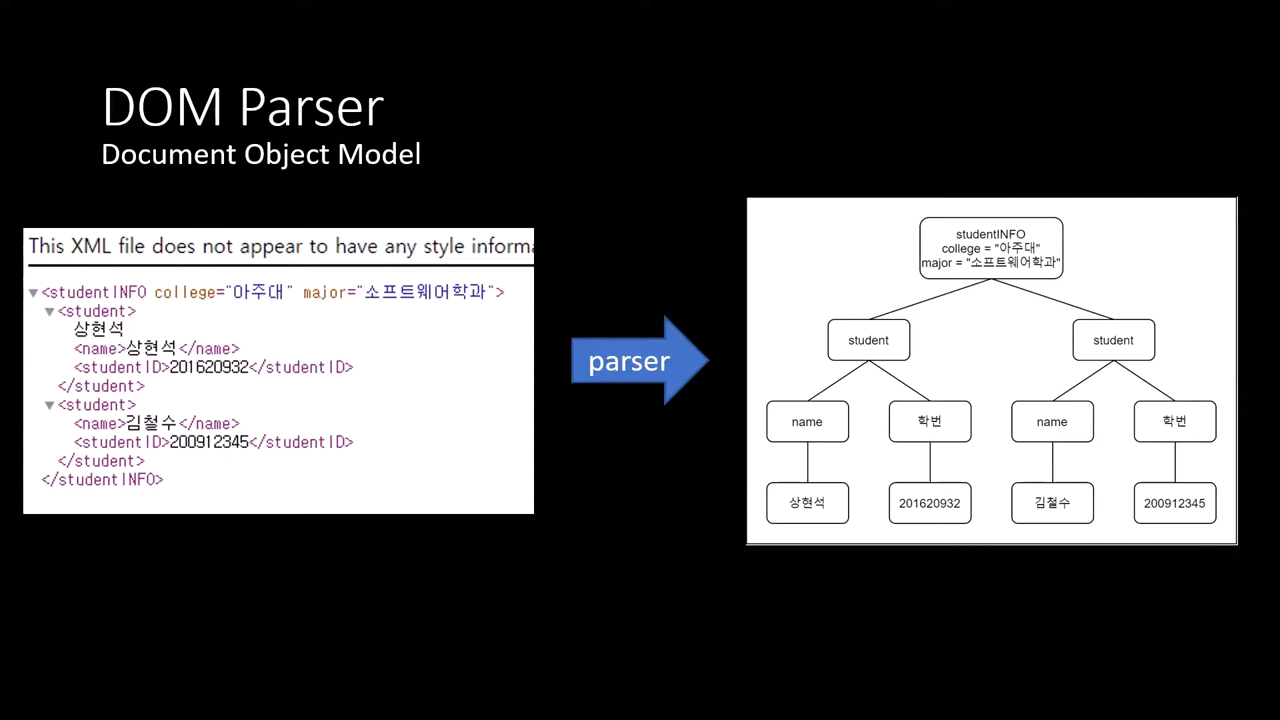 DOM Parser
Document Object Model
This XML file does not appear to have any style
<studentINFO college="아주대" major="소프트웨어학과">
<student>
상현석
<name>상현석</name>
<studentID>201620932</studentID>
</student>
<student>
<name>김철수</name>
<studentID>200912345</studentID>
</student>
</studentINFO>
parser
studentINFO
college = "아주대"
major = "소프트웨어학과"
student
student
name
학번
name
학번
상현석
201620932
김철수
200912345